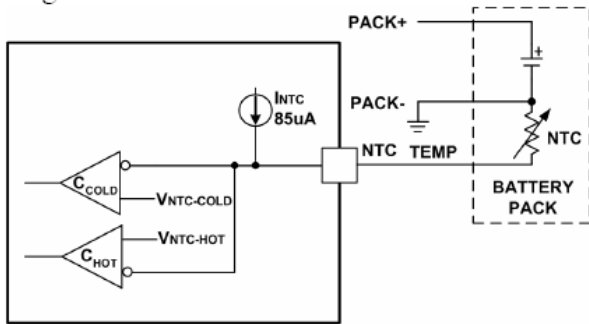 PACK+
INTC
85uA
+
PACK-
NTC
TEMP
NTC
CCOLD
VNTC-COLD
BATTERY
PACK
VNTC-HOT
CHOT